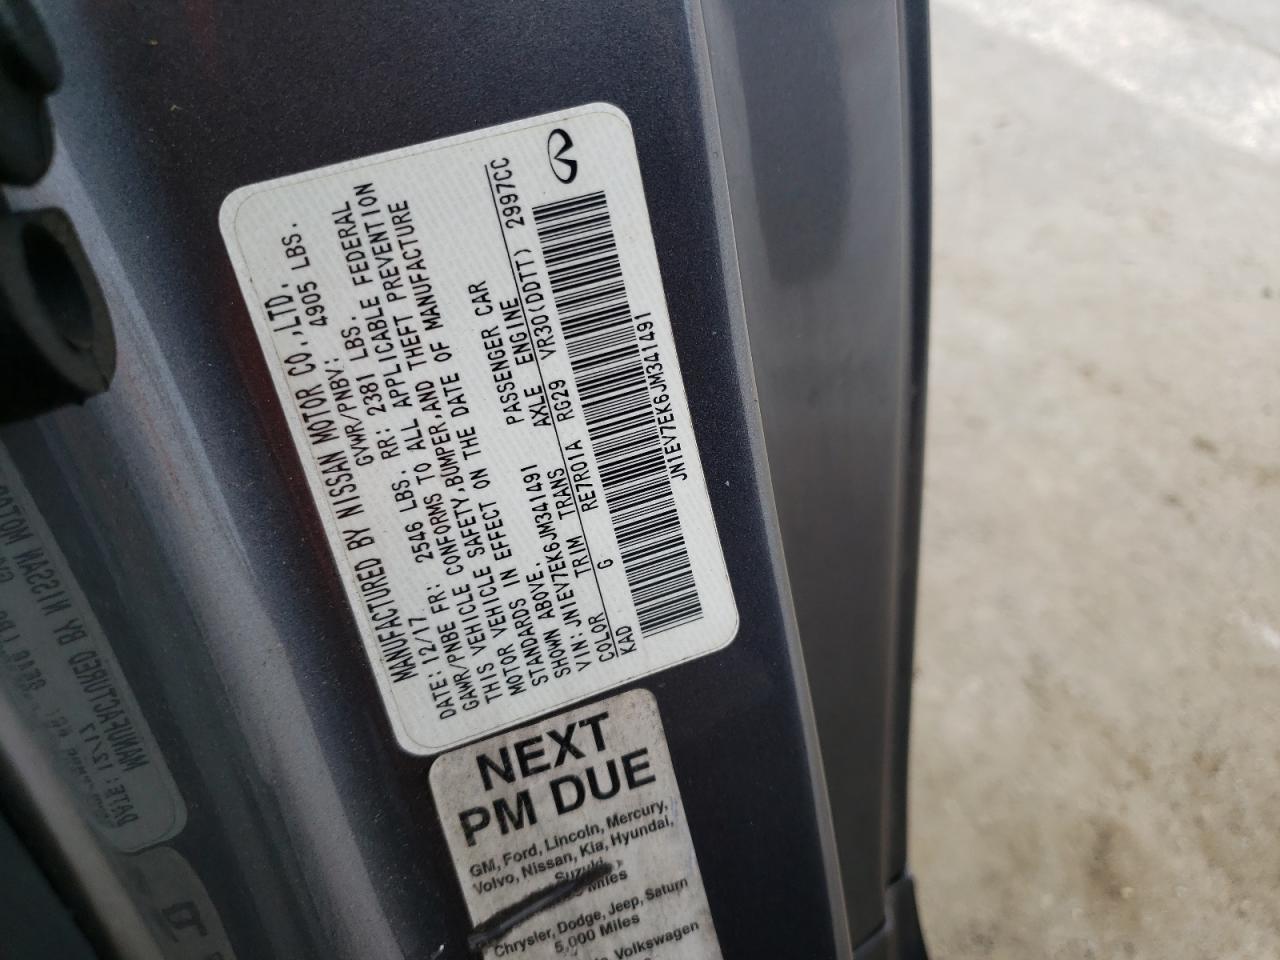 MANUFACTURED BY NISSAN MOTOR CO.,LTD.
DATE: 12/17 GVWR/PNBV: 4905 LBS.
GAWR/PNBE FR: 2546 LBS. RR: 2381 LBS.
THIS VEHICLE CONFORMS TO ALL APPLICABLE FEDERAL
MOTOR VEHICLE SAFETY,BUMPER,AND THEFT PREVENTION
STANDARDS IN EFFECT ON THE DATE OF MANUFACTURE
SHOWN ABOVE.
VIN:JN1EV7EK6JM341491 PASSENGER CAR
COLOR TRIM TRANS AXLE ENGINE
KAD G RE7R01A RG29 VR30(DDTT) 2997CC
JN1EV7EK6JM341491
NEXT
PM DUE
GM, Ford, Lincoln, Mercury,
Volvo, Nissan, Kia, Hyundai,
Suzuki
Miles
Chrysler, Dodge, Jeep, Saturn
5,000 Miles
Volkswagen